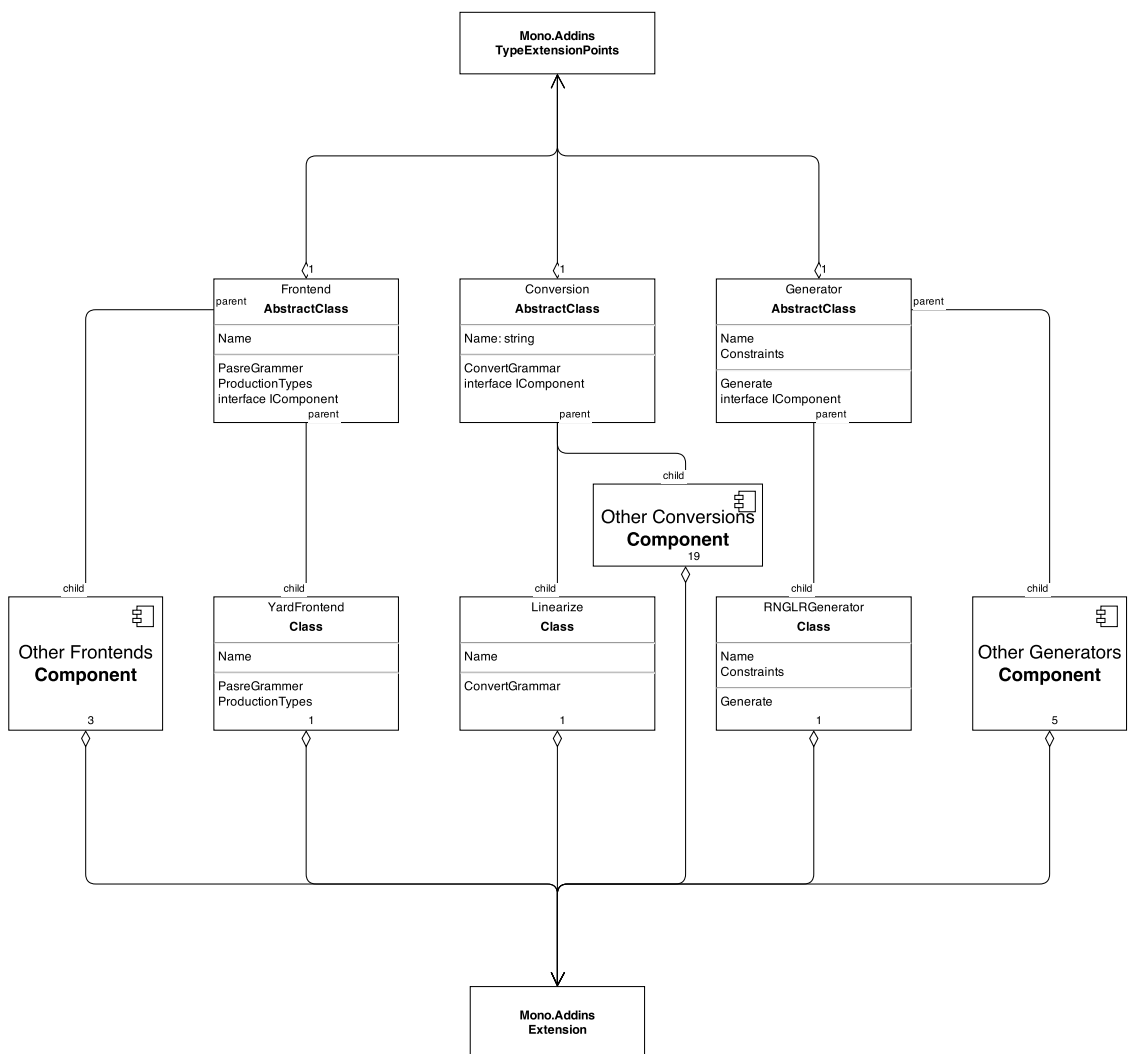 Mono.Addins
TypeExtensionPoints
1
1
1
Frontend
AbstractClass
parent
Name
PasreGrammer
ProductionTypes
interface IComponent
parent
Conversion
AbstractClass
Name: string
ConvertGrammar
interface IComponent
parent
Generator
AbstractClass
parent
Name
Constraints
Generate
interface IComponent
parent
child
Other Conversions
Component
19
child
Other Frontends
Component
3
child
YardFrontend
Class
Name
PasreGrammer
ProductionTypes
1
child
Linearize
Class
Name
ConvertGrammar
1
child
RNGLRGenerator
Class
Name
Constraints
Generate
1
child
Other Generators
Component
5
Mono.Addins
Extension